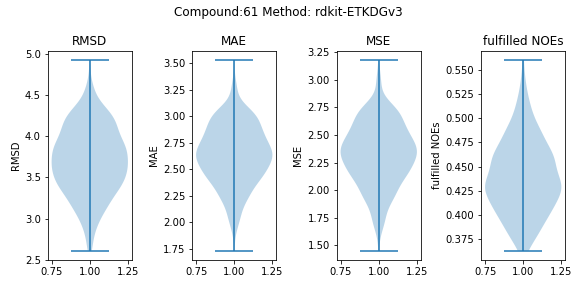 Compound:61 Method: rdkit-ETKDGv3
RMSD
MAE
MSE
fulfilled NOEs
RMSD
5.0
4.5
4.0
3.5
3.0
2.5
0.75 1.00 1.25
MAE
3.50
3.25
3.00
2.75
2.50
2.25
2.00
1.75
0.75 1.00 1.25
MSE
3.25
3.00
2.75
2.50
2.25
2.00
1.75
1.50
0.75 1.00 1.25
fulfilled NOEs
0.550
0.525
0.500
0.475
0.450
0.425
0.400
0.375
0.75 1.00 1.25